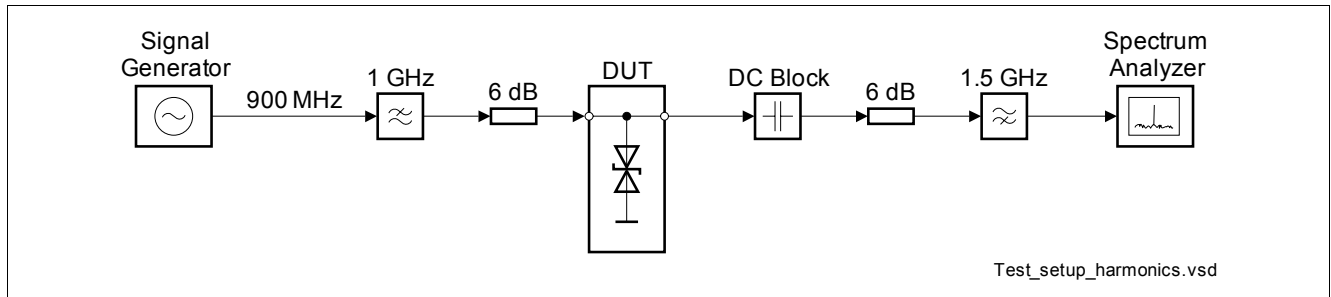 Signal
Generator
900 MHz
1 GHz
6 dB
DUT
DC Block
6 dB
1.5 GHz
Spectrum
Analyzer
Test_setup_harmonics.vsd